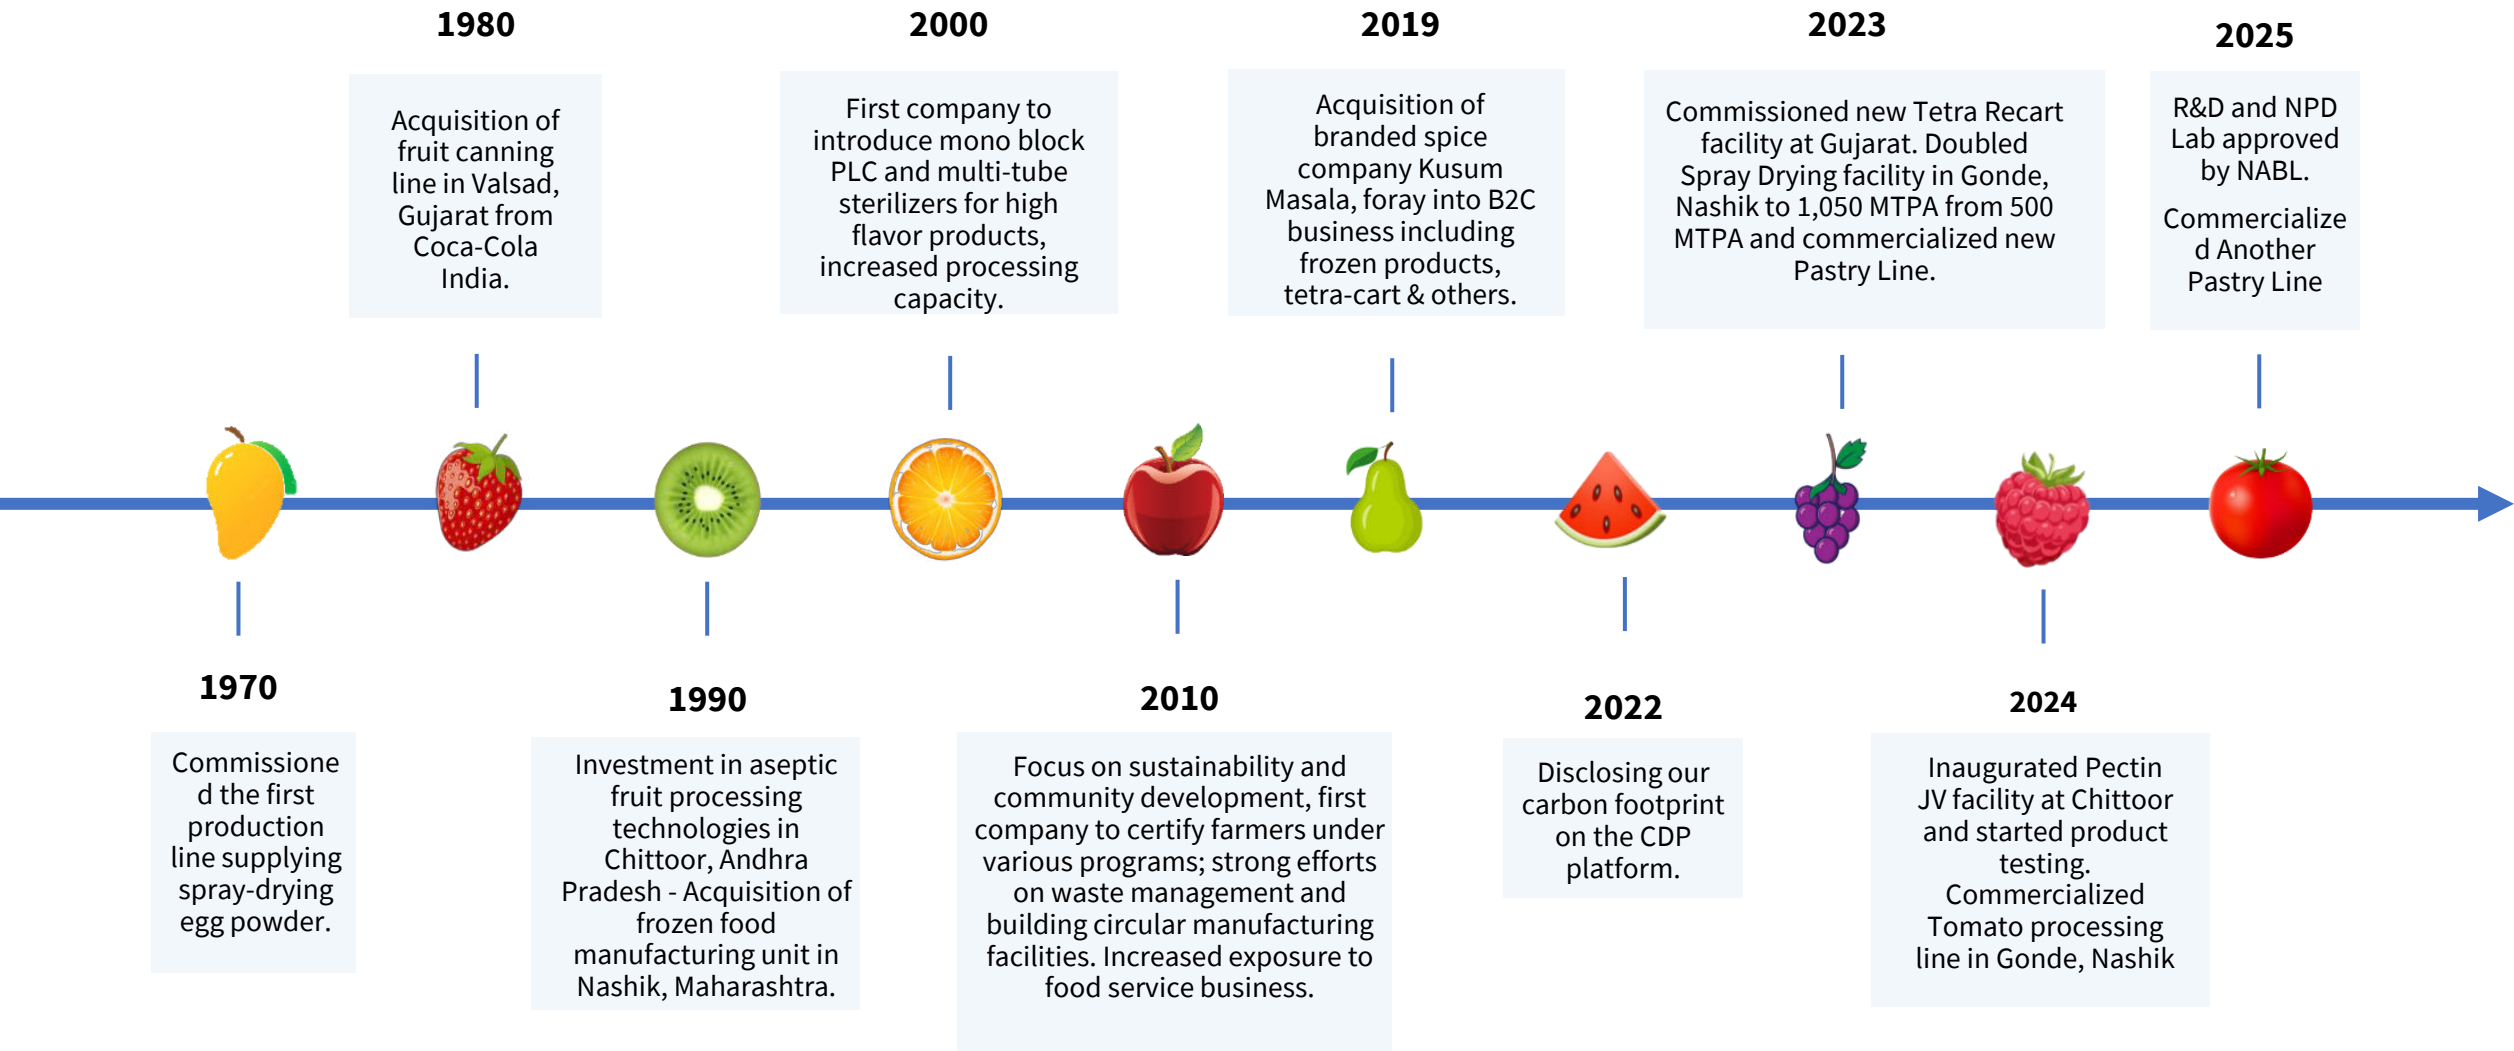 1980
Acquisition of
fruit canning
line in Valsad,
Gujarat from
Coca-Cola
India.
2000
First company to
introduce mono block
PLC and multi-tube
sterilizers for high
flavor products,
increased processing
capacity.
2019
Acquisition of
branded spice
company Kusum
Masala, foray into B2C
business including
frozen products,
tetra-cart & others.
2023
Commissioned new Tetra Recart
facility at Gujarat. Doubled
Spray Drying facility in Gonde,
Nashik to 1,050 MTPA from 500
MTPA and commercialized new
Pastry Line.
2025
R&D and NPD
Lab approved
by NABL.
Commercialize
d Another
Pastry Line
1970
Commissione
d the first
production
line supplying
spray-drying
egg powder.
1990
Investment in aseptic
fruit processing
technologies in
Chittoor, Andhra
Pradesh - Acquisition of
frozen food
manufacturing unit in
Nashik, Maharashtra.
2010
Focus on sustainability and
community development, first
company to certify farmers under
various programs; strong efforts
on waste management and
building circular manufacturing
facilities. Increased exposure to
food service business.
2022
Disclosing our
carbon footprint
on the CDP
platform.
2024
Inaugurated Pectin
JV facility at Chittoor
and started product
testing.
Commercialized
Tomato processing
line in Gonde, Nashik